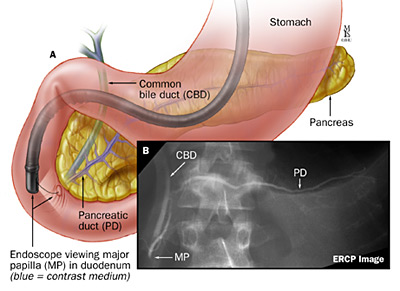 Stomach
A
Common
bile duct (CBD)
Pancreas
B
CBD
PD
Pancreatic
duct (PD)
Endoscope viewing major
papilla (MP) in duodenum
(blue = contrast medium)
MP
ERCP Image